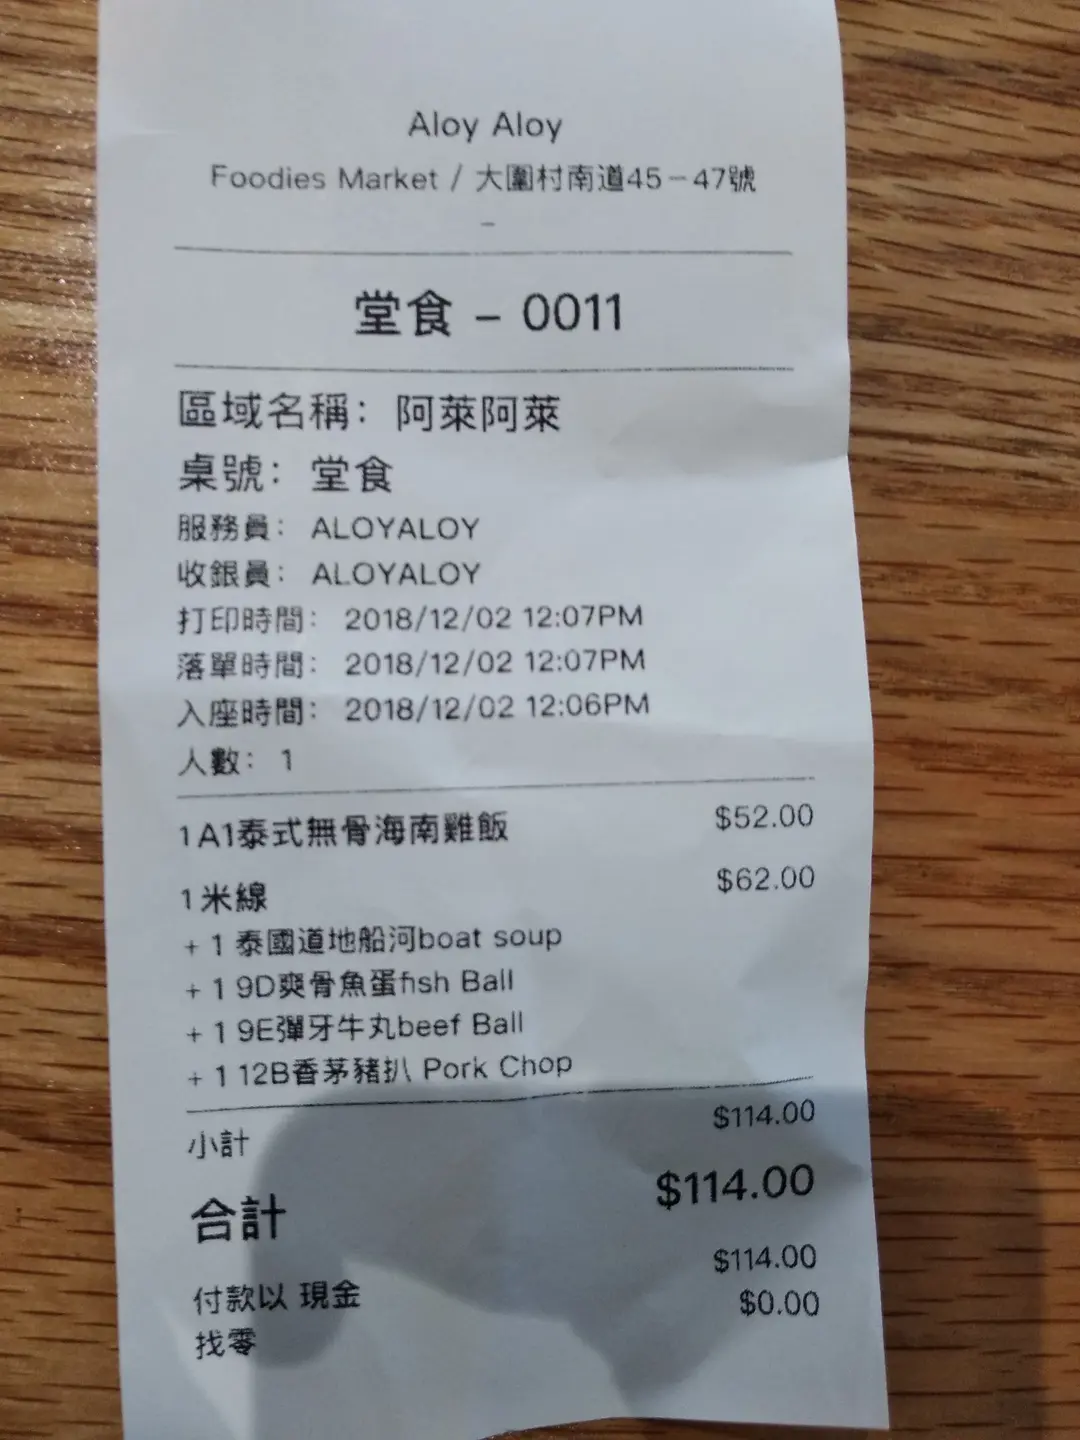 Aloy Aloy
Foodies Market / 大圍村南道45-47號
-
堂食 - 0011
區域名稱: 阿萊阿萊
桌號: 堂食
服務員: ALOYALOY
收銀員: ALOYALOY
打印時間: 2018/12/02 12:07PM
落單時間: 2018/12/02 12:07PM
入座時間: 2018/12/02 12:06PM
人數: 1
1 A1泰式無骨海南雞飯 $52.00
1 米線 $62.00
+ 1 泰國道地船河boat soup
+ 1 9D爽骨魚蛋fish Ball
+ 1 9E彈牙牛丸beef Ball
+ 1 12B香茅豬扒 Pork Chop
小計 $114.00
合計 $114.00
付款以 現金 $114.00
找零 $0.00